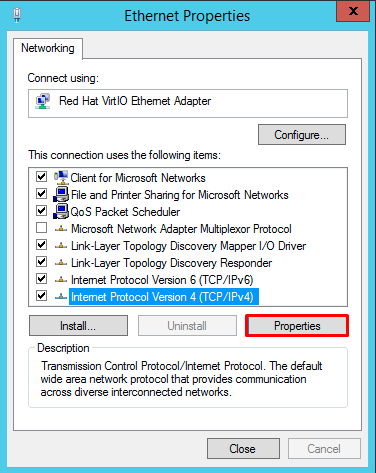 Ethernet Properties
x
Networking
Connect using:
Red Hat VirtIO Ethernet Adapter
Configure...
This connection uses the following items:
Client for Microsoft Networks
File and Printer Sharing for Microsoft Networks
QoS Packet Scheduler
Microsoft Network Adapter Multiplexor Protocol
Link-Layer Topology Discovery Mapper I/O Driver
Link-Layer Topology Discovery Responder
Internet Protocol Version 6 (TCP/IPv6)
Internet Protocol Version 4 (TCP/IPv4)
Install... Uninstall Properties
Description
Transmission Control Protocol/Internet Protocol. The default
wide area network protocol that provides communication
across diverse interconnected networks.
Close Cancel